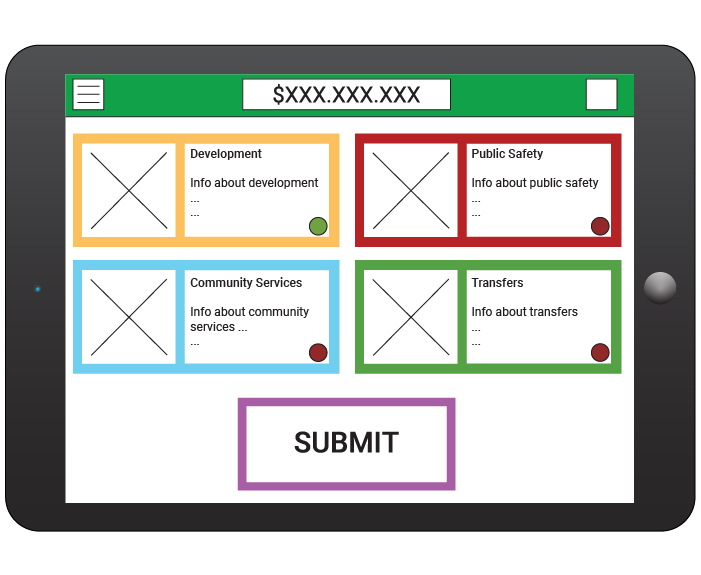 $XXX.XXX.XXX
Development
Info about development
...
...
Public Safety
Info about public safety
...
...
Community Services
Info about community
services ...
...
Transfers
Info about transfers
...
...
SUBMIT